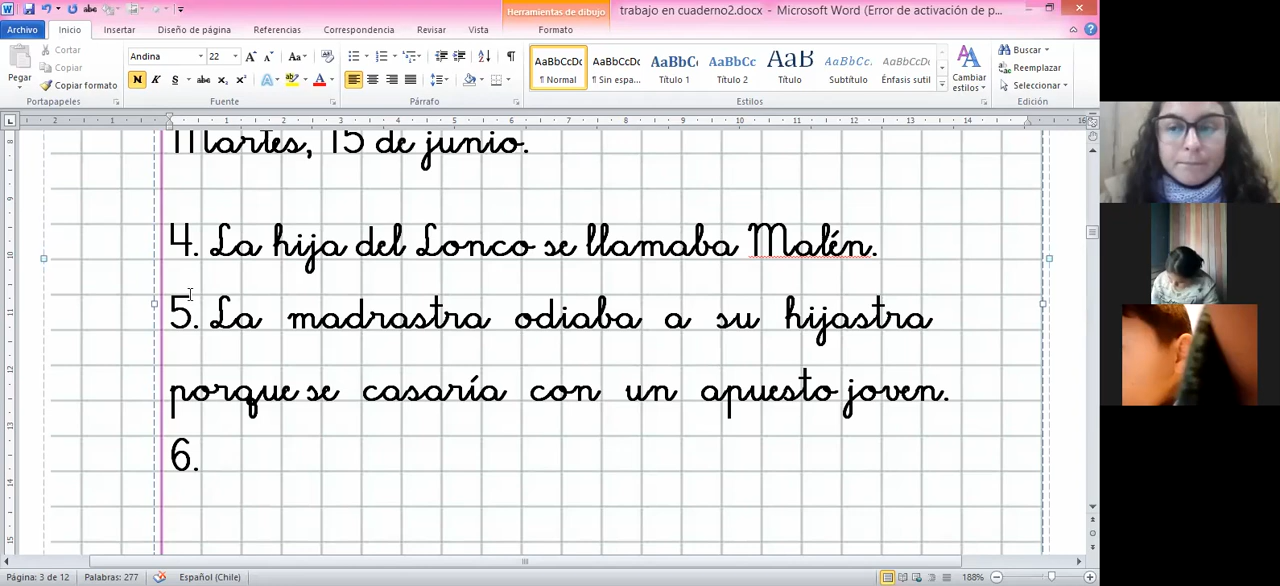 Herramientas de dibujo
trabajo en cuaderno2.docx - Microsoft Word (Error de activación de p...
Archivo Inicio Insertar Diseño de página Referencias Correspondencia Revisar Vista Formato
Cortar
Copiar
Copiar formato
Pegar
Portapapeles
Andina 22
Fuente
Párrafo
AaBbCcDc AaBbCcDc AaBbC AaBbCc AaB AaBbCc. AaBbCcDc
¶ Normal ¶ Sin espa... Título 1 Título 2 Título Subtítulo Énfasis sutil
Estilos
Cambiar estilos
Buscar
Reemplazar
Seleccionar
Edición
Martes, 15 de junio.
4. La hija del Lonco se llamaba Malén.
5. La madrastra odiaba a su hijastra
porque se casaría con un apuesto joven.
6.
Página: 3 de 12 Palabras: 277 Español (Chile) 188%